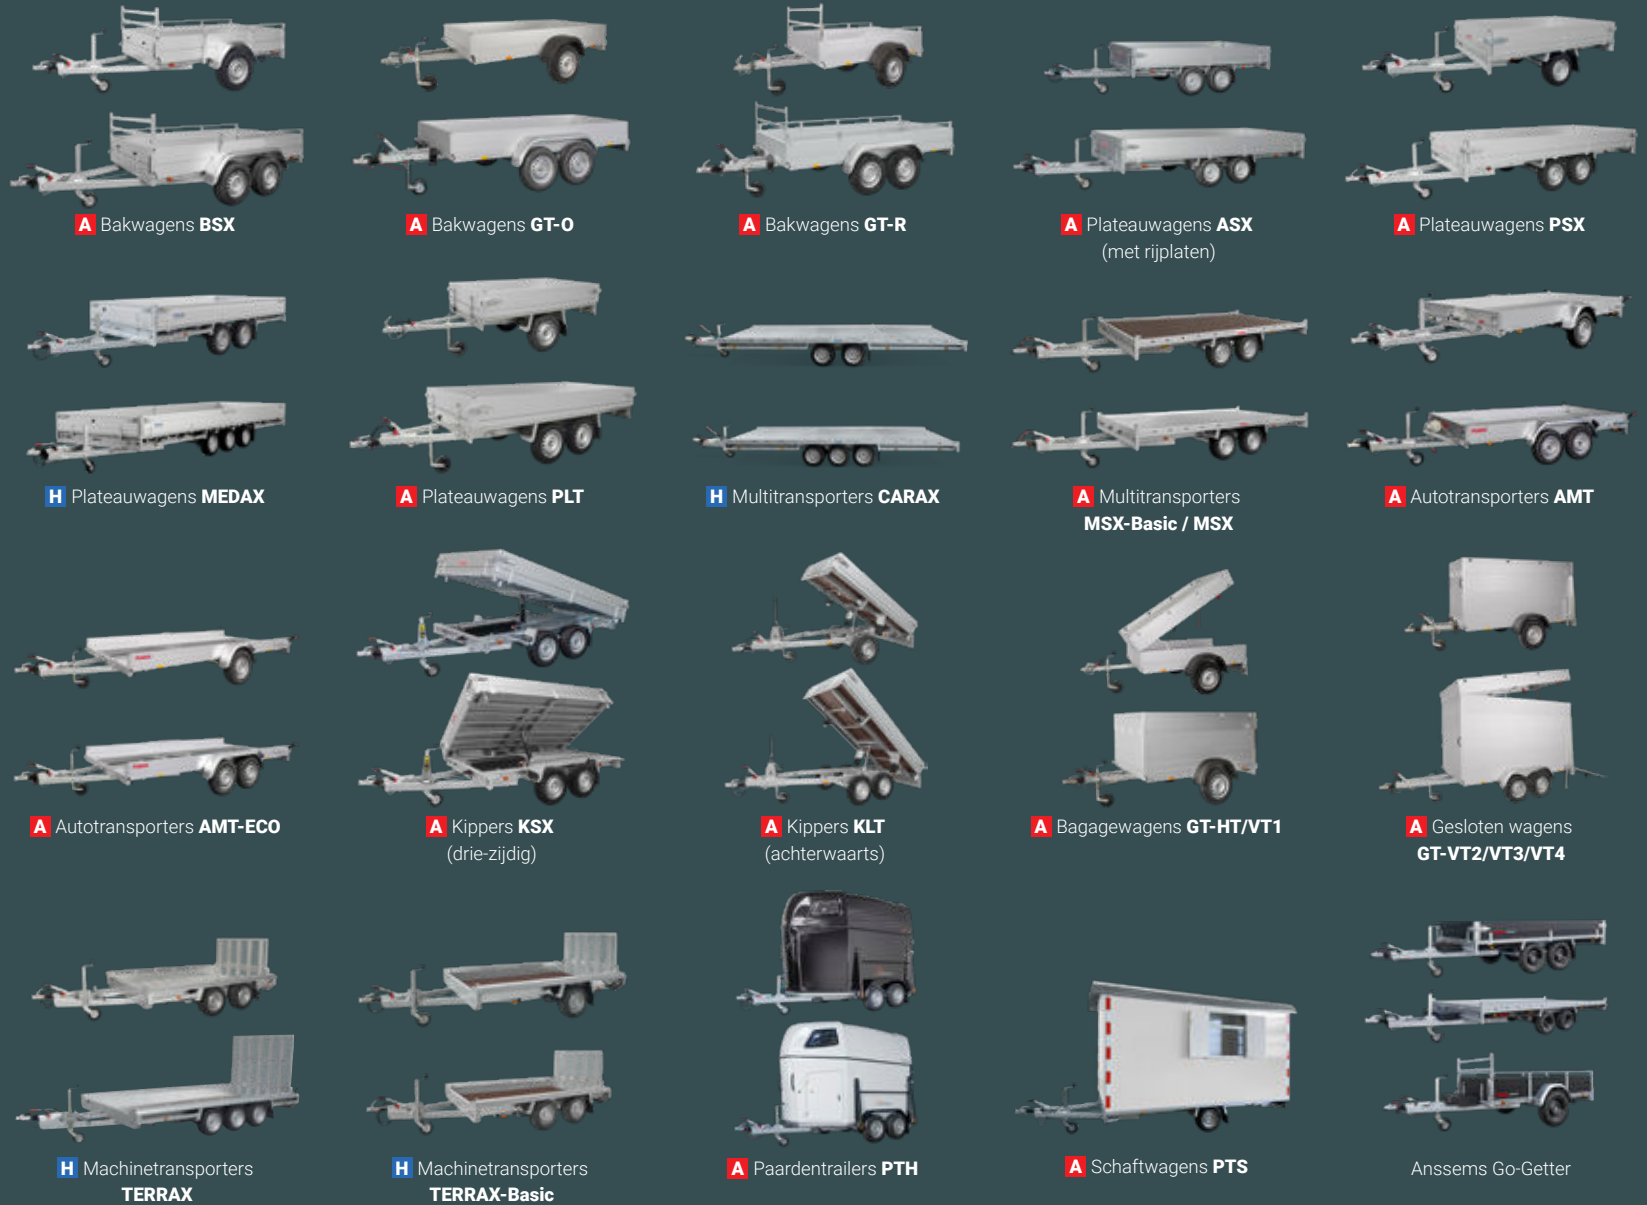 A Bakwagens BSX
A Bakwagens GT-O
A Bakwagens GT-R
A Plateauwagens ASX
(met rijplaten)
A Plateauwagens PSX
H Plateauwagens MEDAX
A Plateauwagens PLT
H Multitransporters CARAX
A Multitransporters
MSX-Basic / MSX
A Autotransporters AMT
A Autotransporters AMT-ECO
A Kippers KSX
(drie-zijdig)
A Kippers KLT
(achterwaarts)
A Bagagewagens GT-HT/VT1
A Gesloten wagens
GT-VT2/VT3/VT4
H Machinetransporters
TERRAX
H Machinetransporters
TERRAX-Basic
A Paardentrailers PTH
A Schaftwagens PTS
Anssems Go-Getter